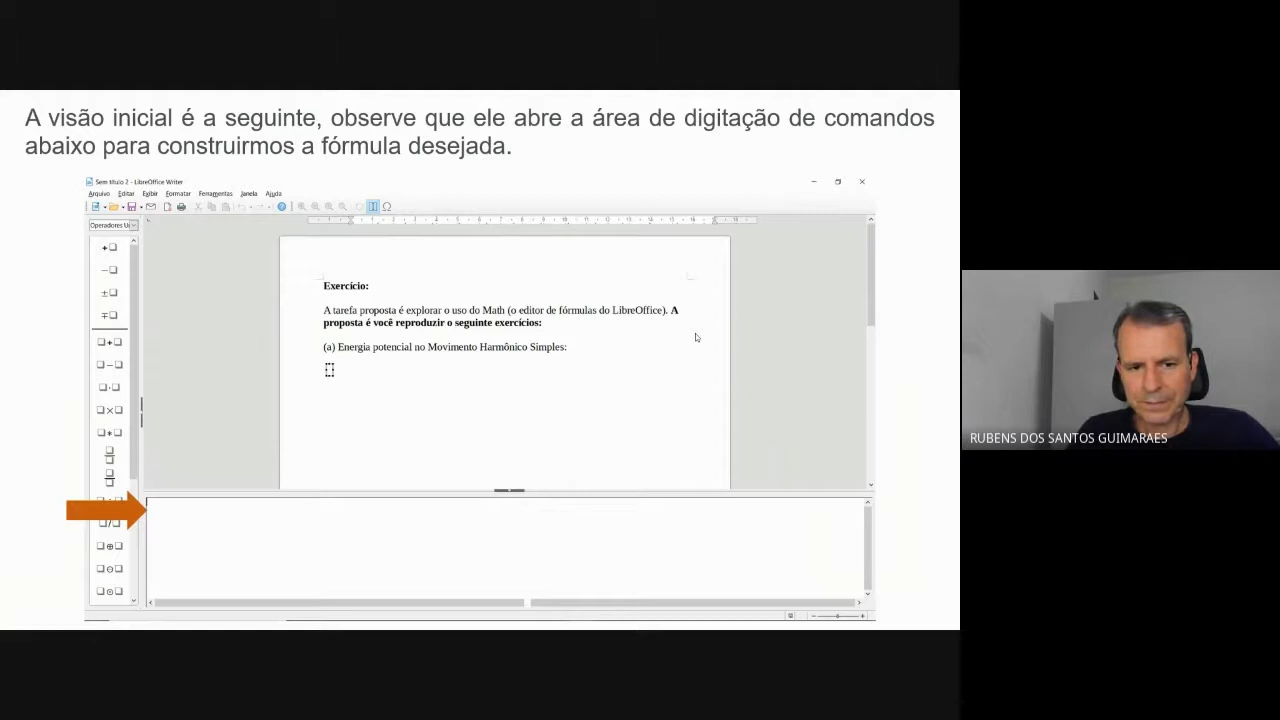 A visão inicial é a seguinte, observe que ele abre a área de digitação de comandos
abaixo para construirmos a fórmula desejada.
Sem título 2 - LibreOffice Writer
Arquivo Editar Exibir Formatar Ferramentas Janela Ajuda
Exercício:
A tarefa proposta é explorar o uso do Math (o editor de fórmulas do LibreOffice). A
proposta é você reproduzir o seguinte exercícios:
(a) Energia potencial no Movimento Harmônico Simples:
RUBENS DOS SANTOS GUIMARAES